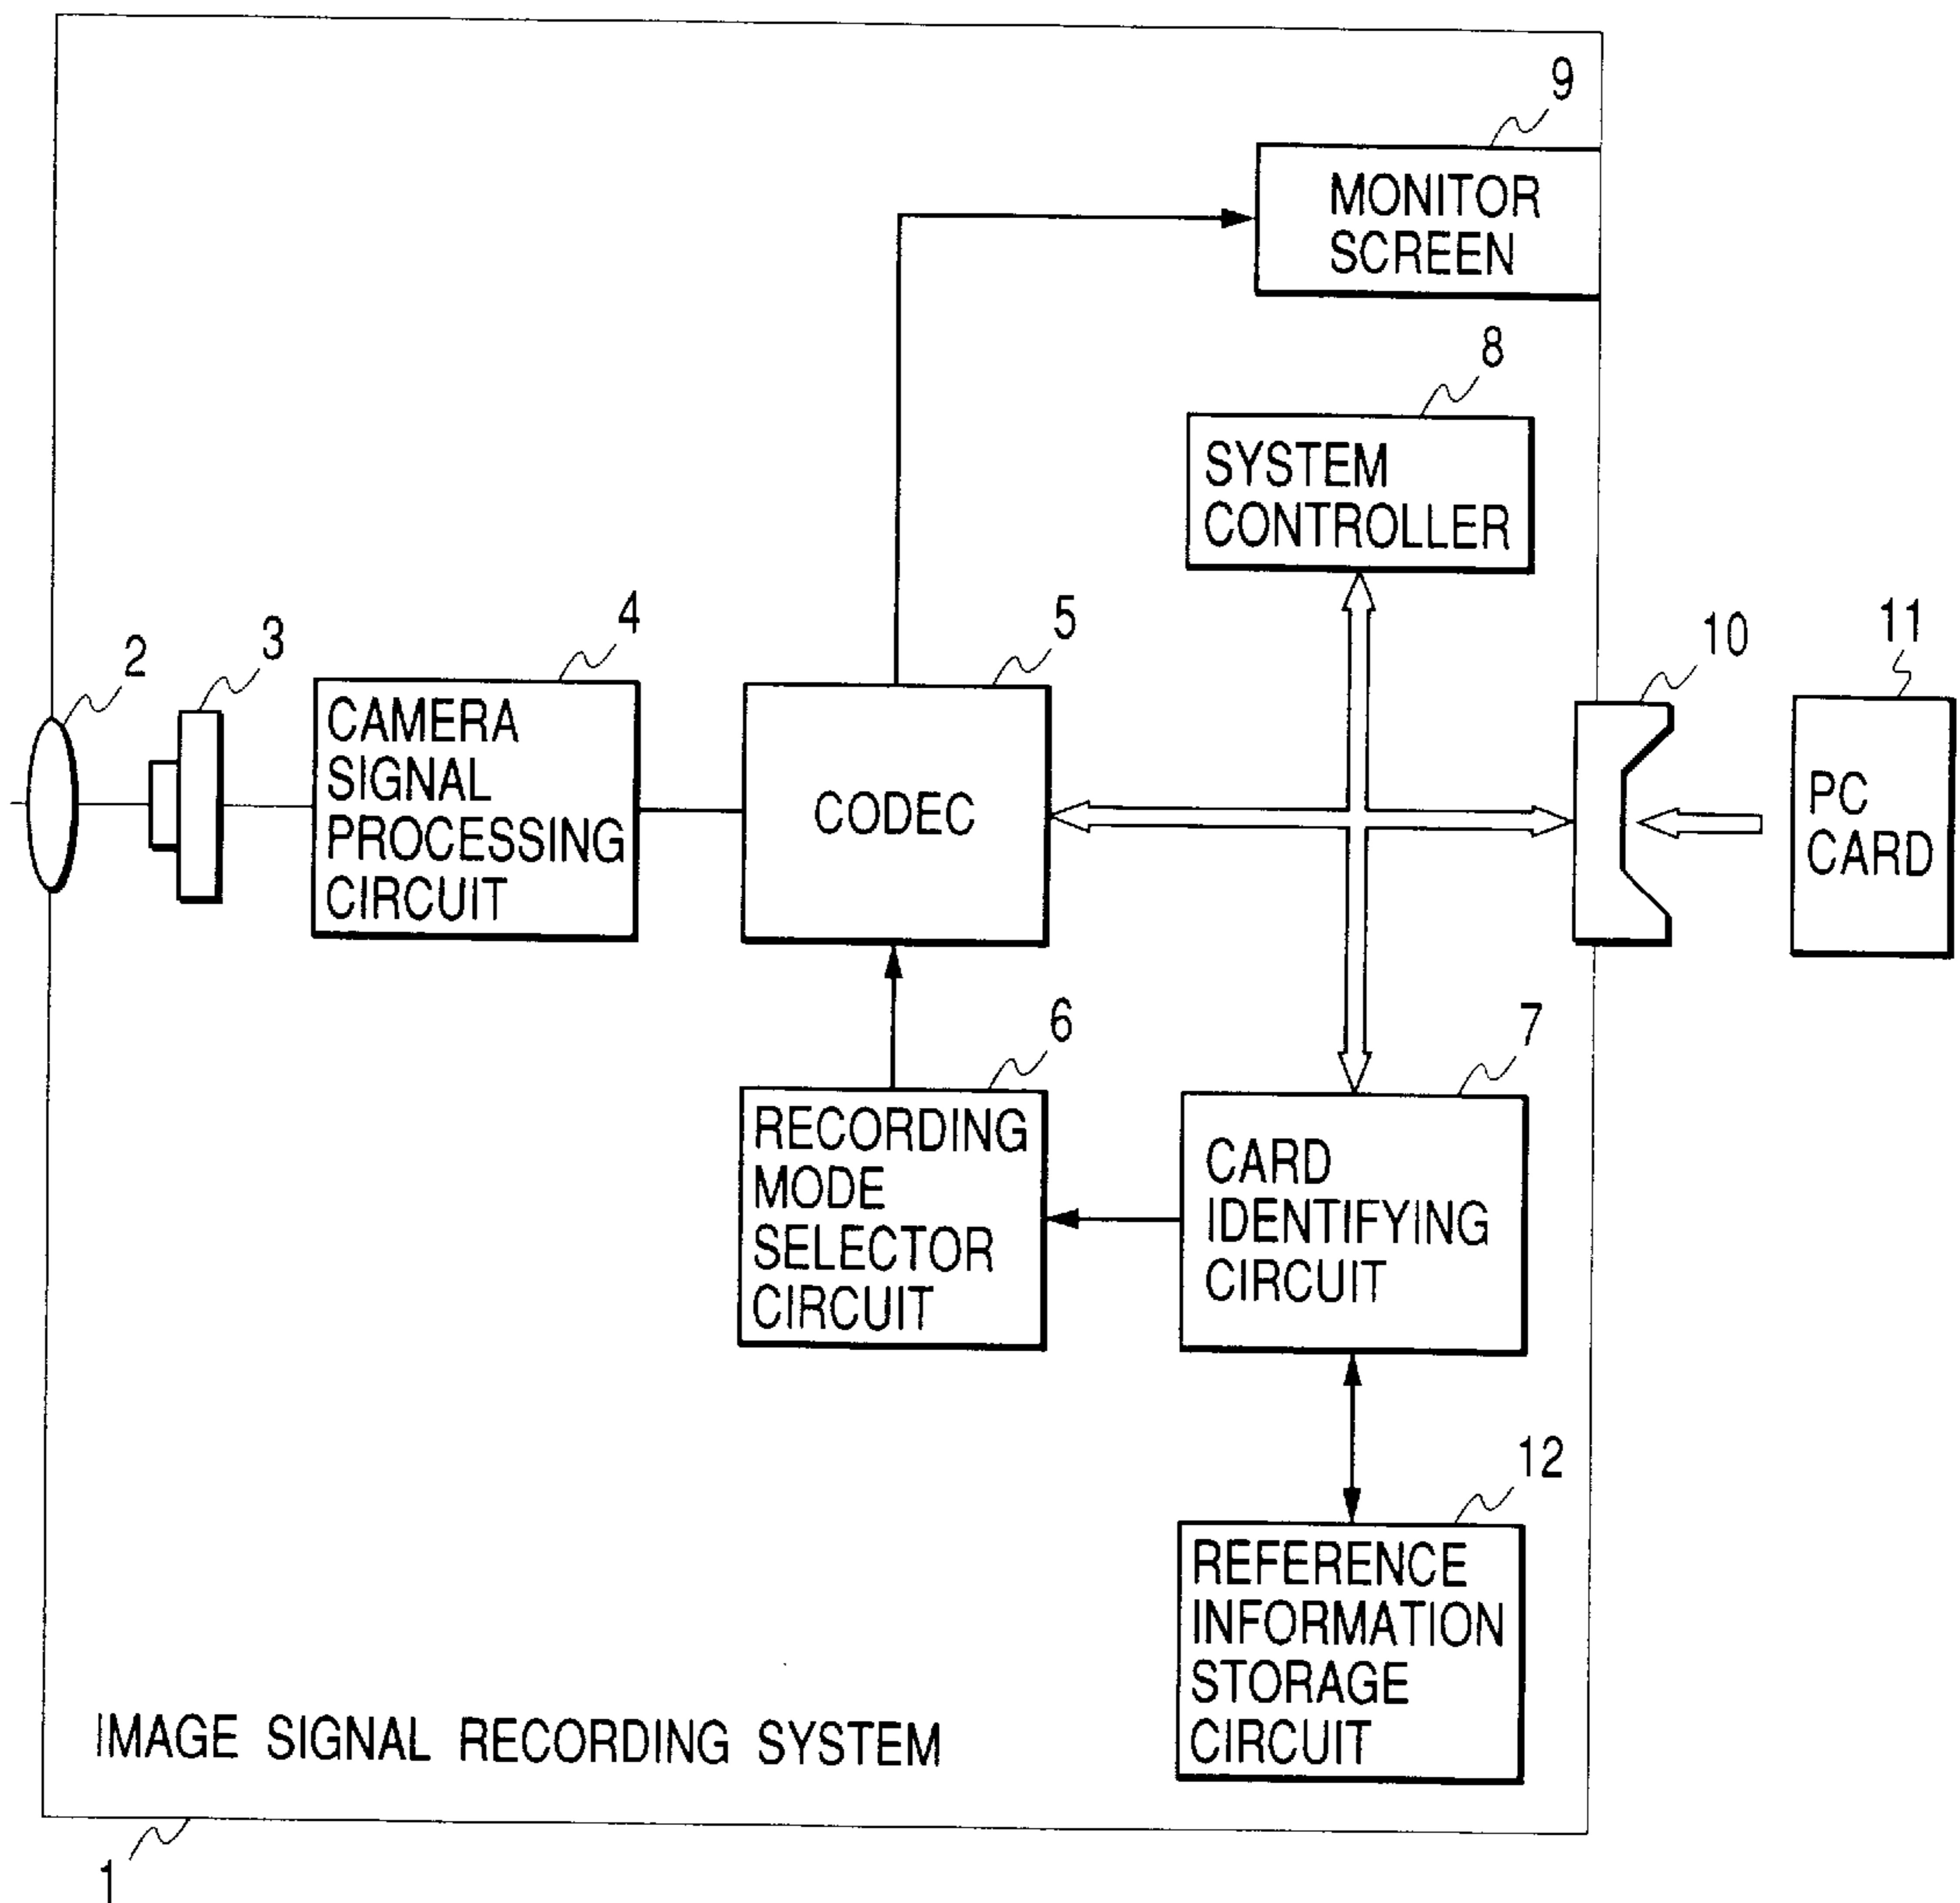 9
MONITOR
SCREEN
8
SYSTEM
CONTROLLER
2
3
4
CAMERA
SIGNAL
PROCESSING
CIRCUIT
5
CODEC
10
11
PC
CARD
6
RECORDING
MODE
SELECTOR
CIRCUIT
7
CARD
IDENTIFYING
CIRCUIT
12
REFERENCE
INFORMATION
STORAGE
CIRCUIT
IMAGE SIGNAL RECORDING SYSTEM
1